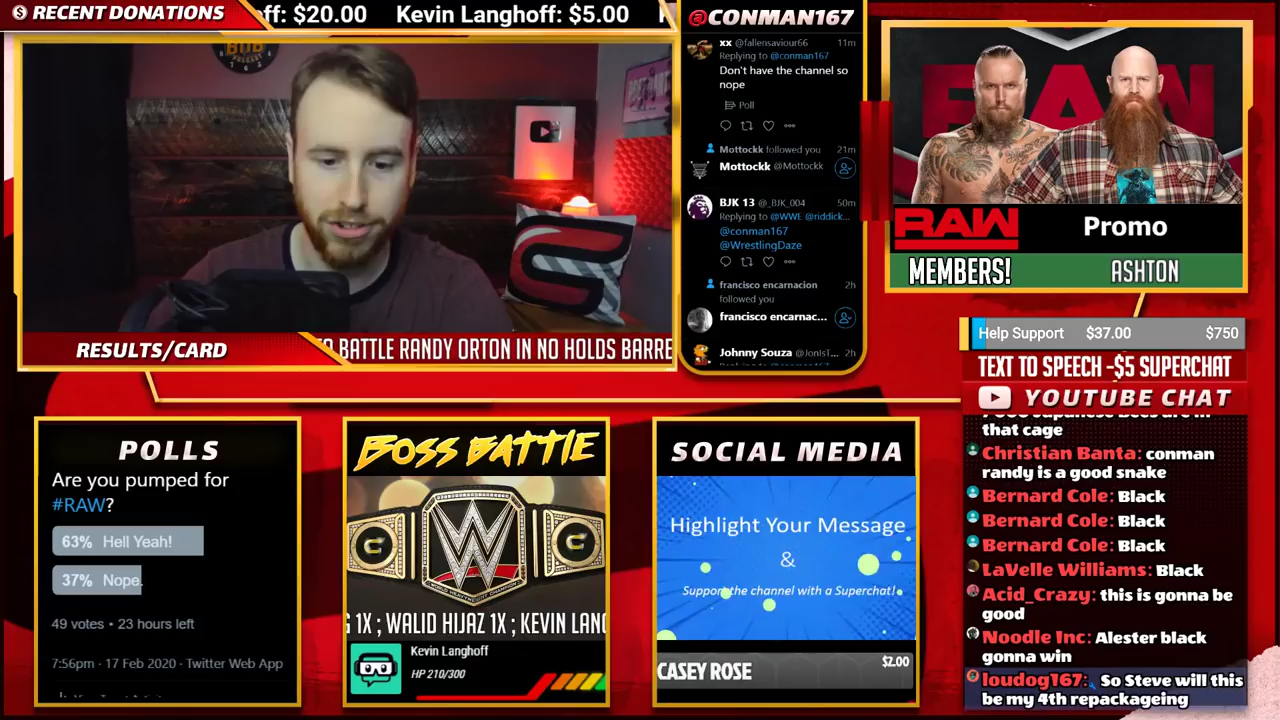 RECENT DONATIONS
ff: $20.00 Kevin Langhoff: $5.00
RESULTS/CARD
TO BATTLE RANDY ORTON IN NO HOLDS BARRE
@CONMAN167
xx @fallensaviour66 11m
Replying to @conman167
Don't have the channel so
nope
Poll
Mottockk followed you 21m
Mottockk @Mottockk
BJK 13 @_BJK_004 50m
Replying to @WWE @riddick...
@conman167
@WrestlingDaze
francisco encarnacion 2h
followed you
francisco encarnac...
Johnny Souza @JonIsT... 2h
RAW
RAW Promo
MEMBERS! ASHTON
Help Support $37.00 $750
TEXT TO SPEECH -$5 SUPERCHAT
YOUTUBE CHAT
that cage
Christian Banta: conman
randy is a good snake
Bernard Cole: Black
Bernard Cole: Black
Bernard Cole: Black
LaVelle Williams: Black
Acid_Crazy: this is gonna be
good
Noodle Inc: Alester black
gonna win
loudog167: So Steve will this
be my 4th repackageing
POLLS
Are you pumped for
#RAW?
63% Hell Yeah!
37% Nope.
49 votes • 23 hours left
7:56pm · 17 Feb 2020 · Twitter Web App
BOSS BATTLE
G 1X ; WALID HIJAZ 1X ; KEVIN LANG
Kevin Langhoff
HP 210/300
SOCIAL MEDIA
Highlight Your Message
&
Support the channel with a Superchat!
CASEY ROSE $2.00